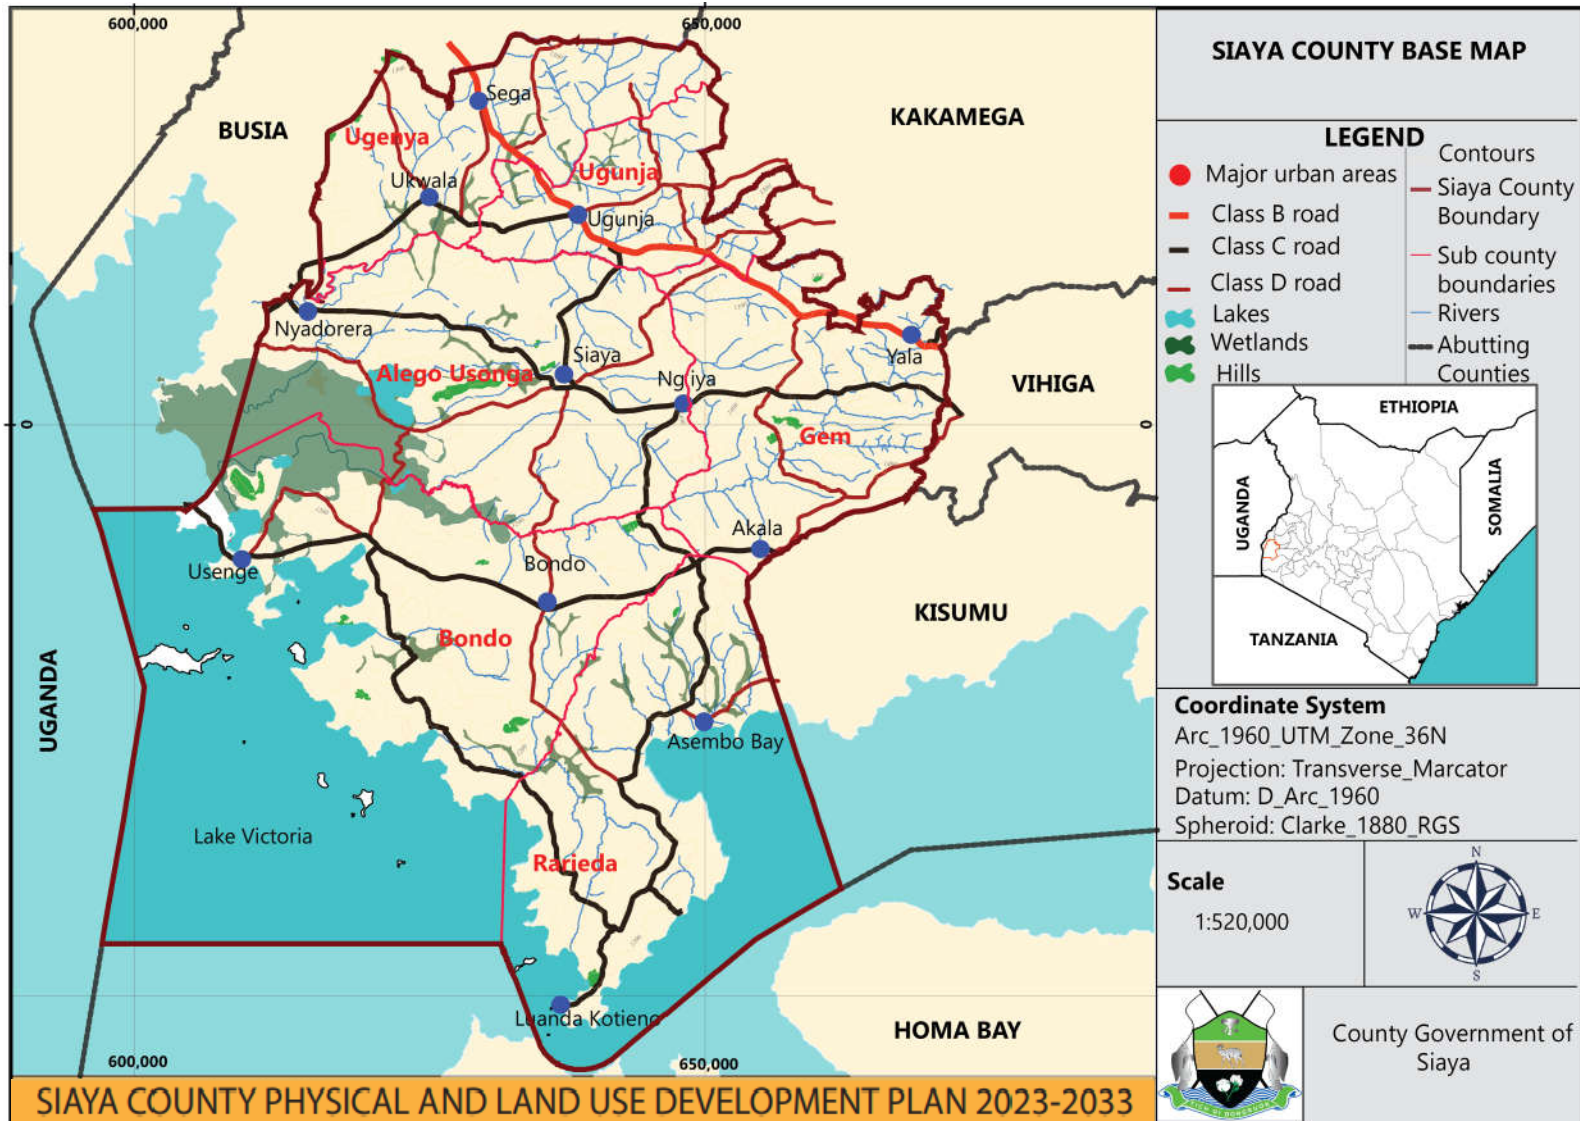 600,000
650,000
BUSIA
KAKAMEGA
Sega
Ugenya
Ukwala
Ugunja
Ugunja
Nyadorera
Siaya
Yala
Alego Usonga
Ng'iya
VIHIGA
Gem
0
0
Akala
Usenge
Bondo
KISUMU
Bondo
UGANDA
Asembo Bay
Lake Victoria
Rarieda
Luanda Kotieno
HOMA BAY
600,000
650,000
SIAYA COUNTY PHYSICAL AND LAND USE DEVELOPMENT PLAN 2023-2033
SIAYA COUNTY BASE MAP
LEGEND
Major urban areas
Class B road
Class C road
Class D road
Lakes
Wetlands
Hills
Contours
Siaya County
Boundary
Sub county
boundaries
Rivers
Abutting
Counties
ETHIOPIA
UGANDA
SOMALIA
TANZANIA
Coordinate System
Arc_1960_UTM_Zone_36N
Projection: Transverse_Marcator
Datum: D_Arc_1960
Spheroid: Clarke_1880_RGS
Scale
1:520,000
N
W
E
S
County Government of
Siaya